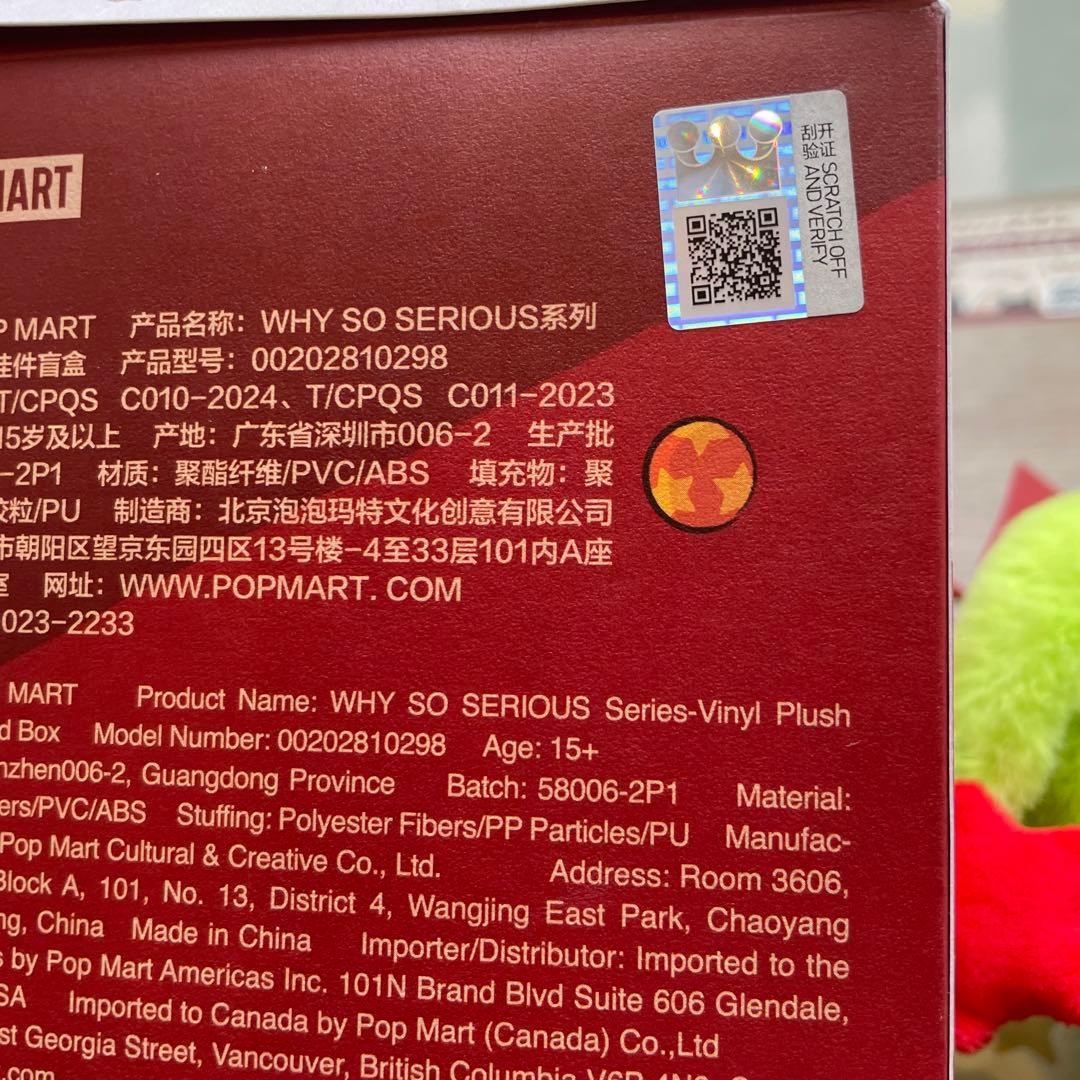 MART
开证 SCRATCH OFF
刮验 AND VERIFY
P MART 产品名称：WHY SO SERIOUS系列
挂件盲盒 产品型号：00202810298
T/CPQS C010-2024、T/CPQS C011-2023
15岁及以上 产地：广东省深圳市006-2 生产批
-2P1 材质：聚酯纤维/PVC/ABS 填充物：聚
胶粒/PU 制造商：北京泡泡玛特文化创意有限公司
市朝阳区望京东园四区13号楼-4至33层101内A座
室 网址：WWW.POPMART. COM
023-2233
MART Product Name: WHY SO SERIOUS Series-Vinyl Plush
d Box Model Number: 00202810298 Age: 15+
nzhen006-2, Guangdong Province Batch: 58006-2P1 Material:
ers/PVC/ABS Stuffing: Polyester Fibers/PP Particles/PU Manufac-
Pop Mart Cultural & Creative Co., Ltd. Address: Room 3606,
Block A, 101, No. 13, District 4, Wangjing East Park, Chaoyang
ng, China Made in China Importer/Distributor: Imported to the
s by Pop Mart Americas Inc. 101N Brand Blvd Suite 606 Glendale,
SA Imported to Canada by Pop Mart (Canada) Co.,Ltd
st Georgia Street, Vancouver, British Columbia
.com